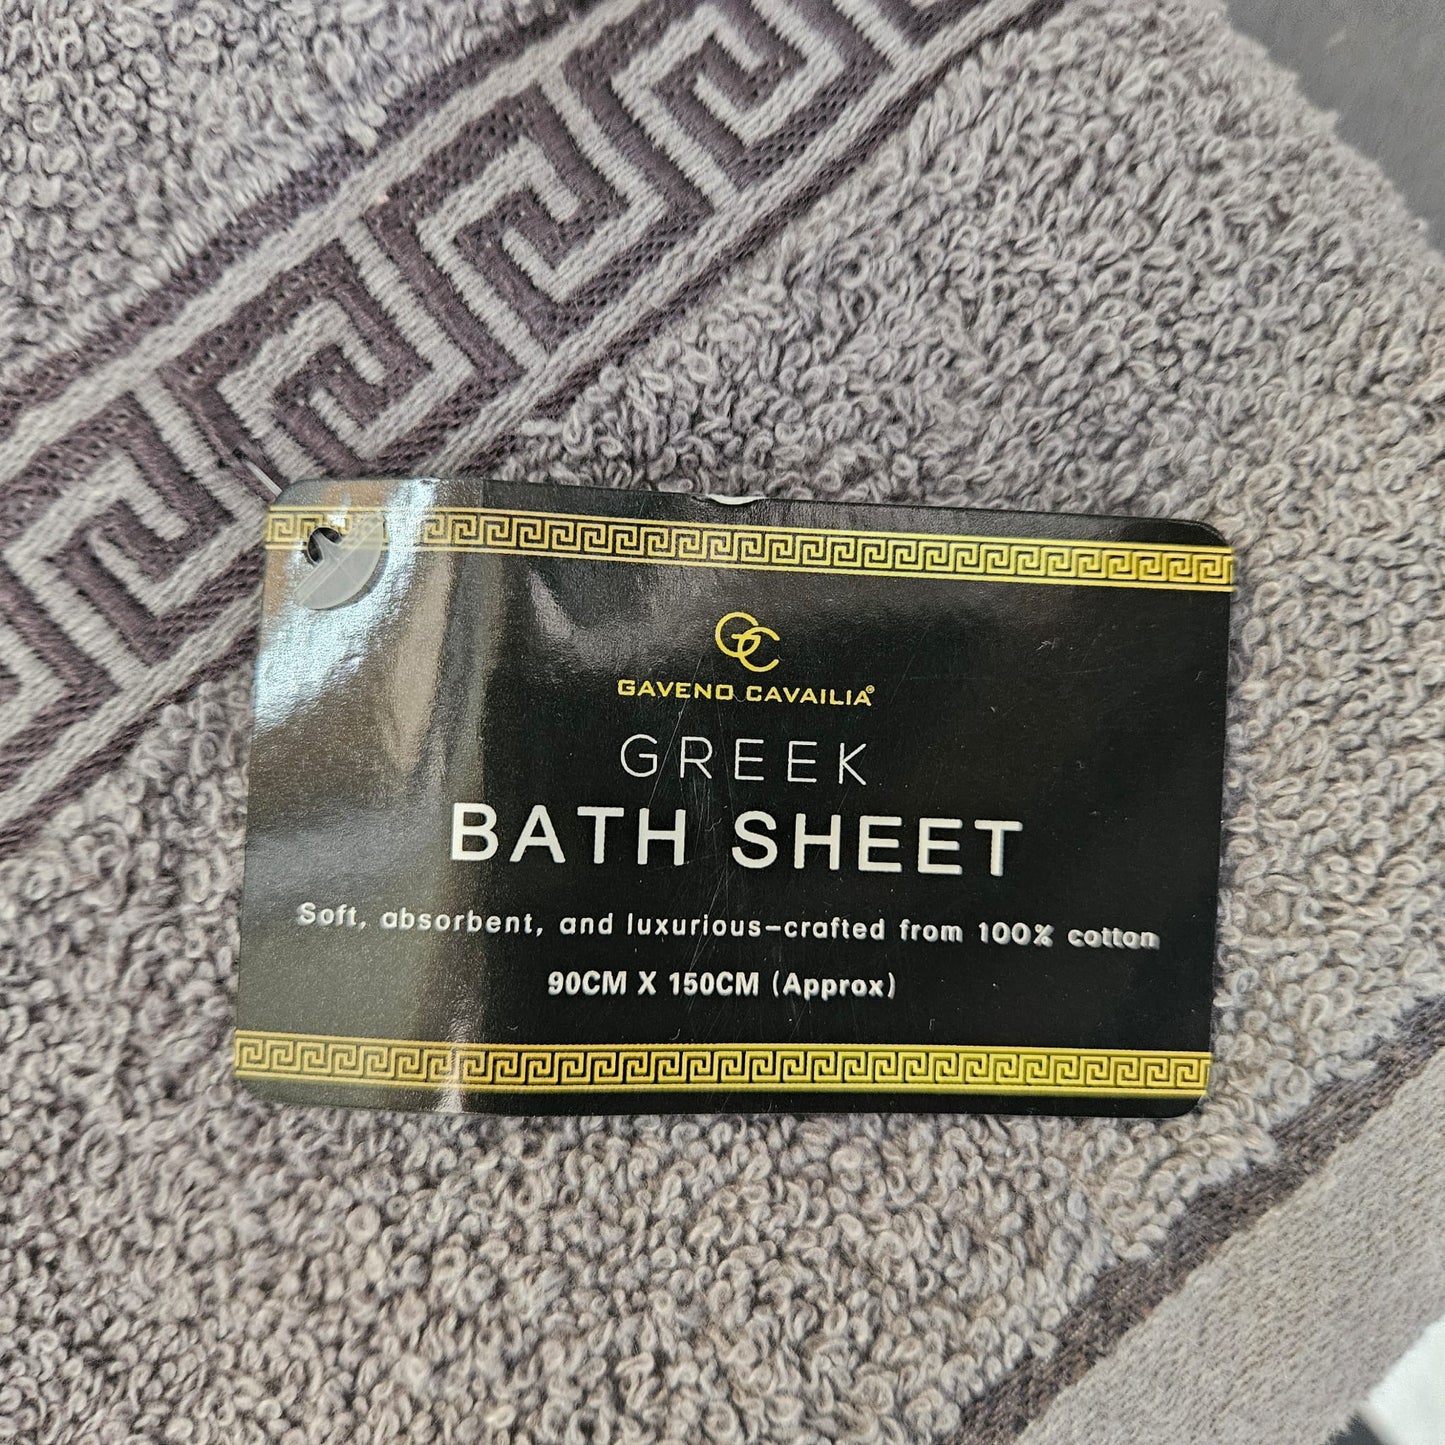 GC
GAVENO CAVAILIA®
GREEK
BATH SHEET
Soft, absorbent, and luxurious-crafted from 100% cotton
90CM X 150CM (Approx)